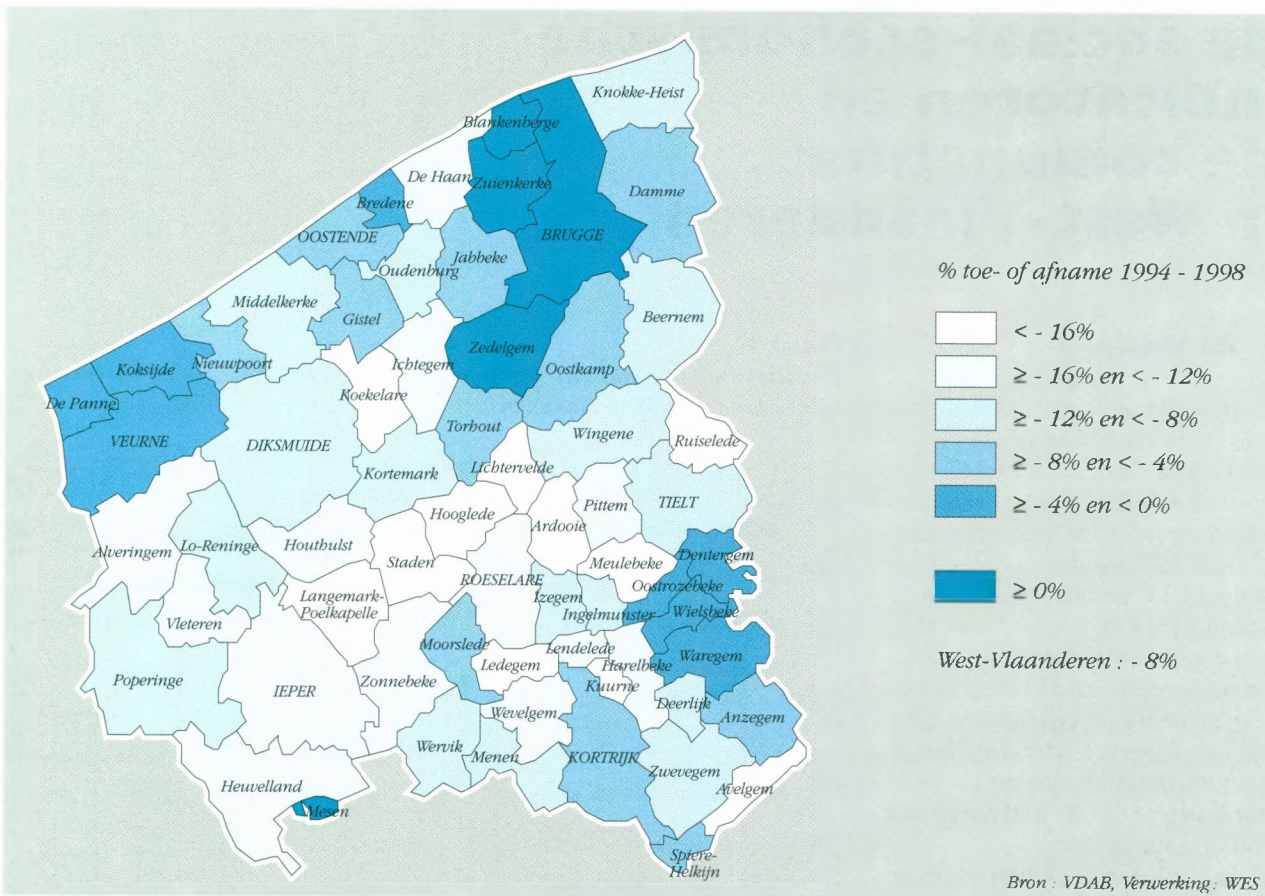 Knokke-Heist
Blankenberge
De Haan
Zuienkerke
Damme
Bredene
OOSTENDE
BRUGGE
Jabbeke
Oudenburg
Middelkerke
Beernem
Gistel
Zedelgem
Nieuwpoort
Ichtegem
Koksijde
Oostkamp
Koekelare
De Panne
Torhout
Wingene
Ruiselede
VEURNE
DIKSMUIDE
Lichtervelde
Kortemark
Pittem
TIELT
Hooglede
Ardooie
Alveringem
Lo-Reninge
Houthulst
Staden
Meulebeke
Dentergem
ROESELARE
Oostrozebeke
Langemark-
Poelkapelle
Izegem
Ingelmunster
Wielsbeke
Vleteren
Moorslede
Lendelede
Waregem
Ledegem
Harelbeke
Poperinge
IEPER
Zonnebeke
Kuurne
Deerlijk
Wevelgem
Anzegem
Wervik
Menen
KORTRIJK
Zwevegem
Heuvelland
Avelgem
Mesen
Spiere-
Helkijn
% toe- of afname 1994 - 1998
< - 16%
≥ - 16% en < - 12%
≥ - 12% en < - 8%
≥ - 8% en < - 4%
≥ - 4% en < 0%
≥ 0%
West-Vlaanderen : - 8%
Bron : VDAB, Verwerking : WES